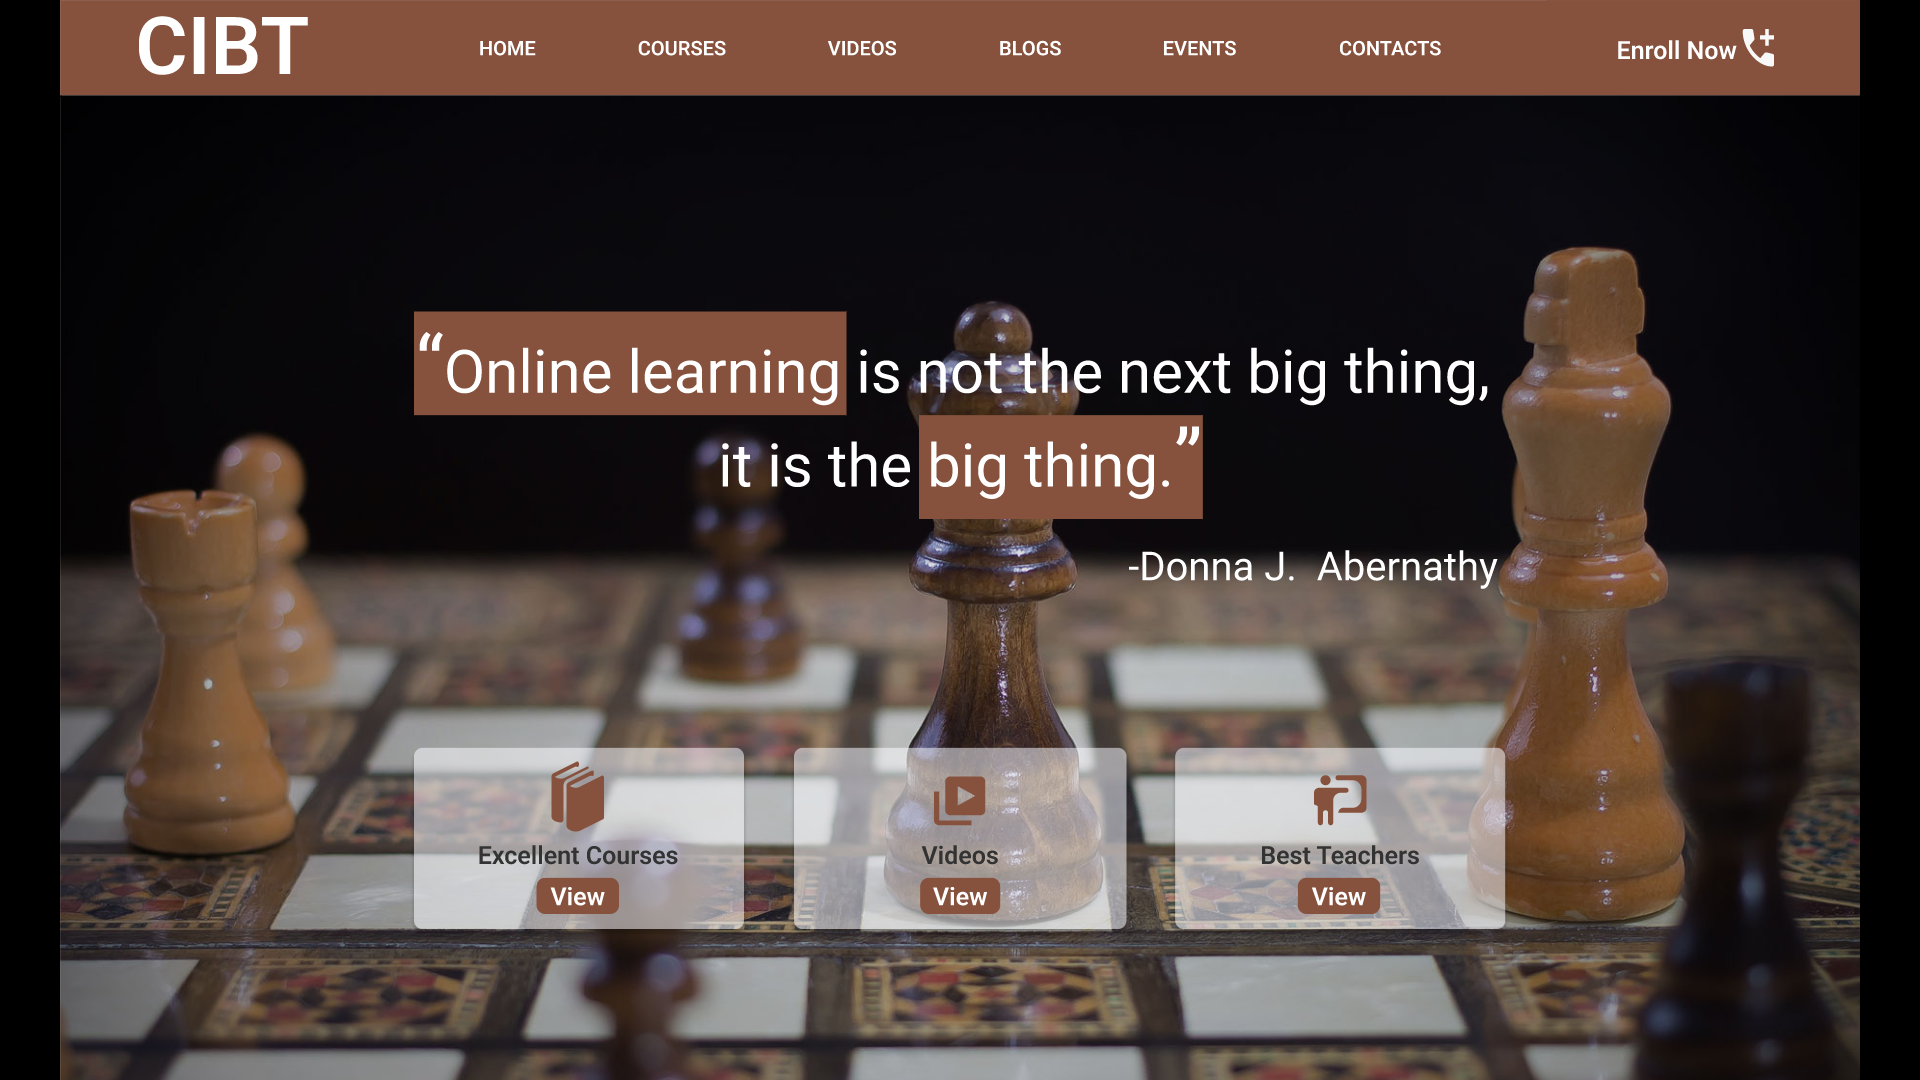 CIBT
HOME COURSES VIDEOS BLOGS EVENTS CONTACTS
Enroll Now
“Online learning is not the next big thing,
it is the big thing.”
-Donna J. Abernathy
Excellent Courses
View
Videos
View
Best Teachers
View